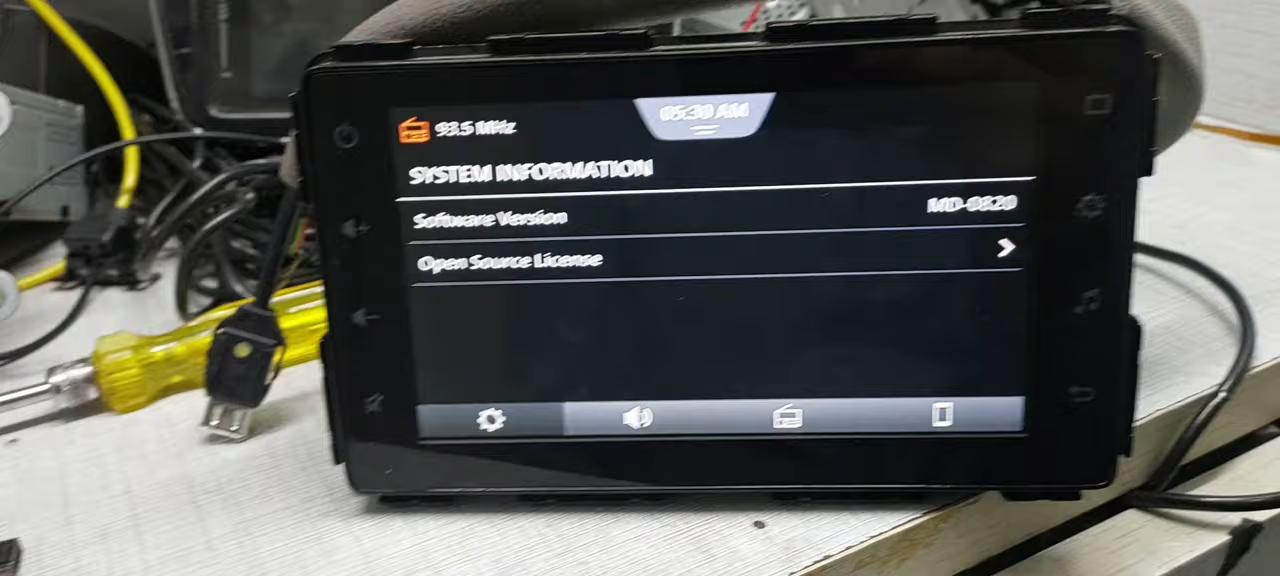 93.5 MHz
05:30 AM
SYSTEM INFORMATION
Software Version
MD-0820
Open Source License